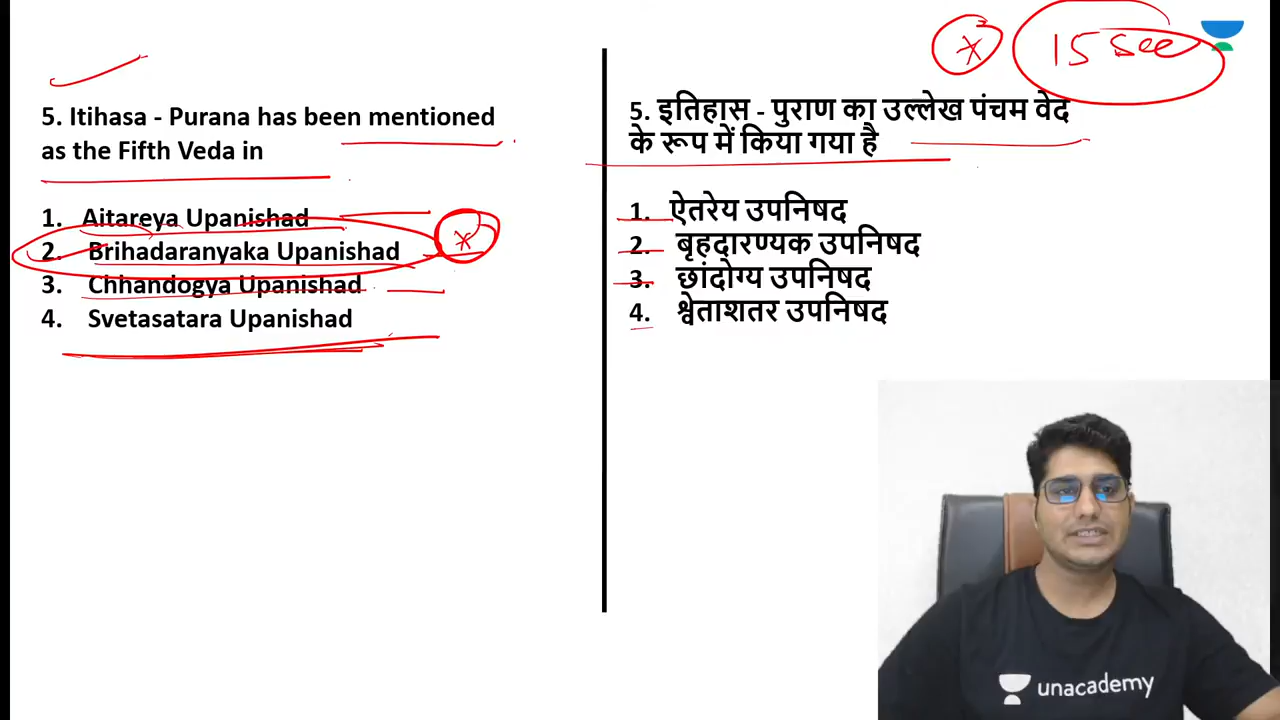 15 sec
5. Itihasa - Purana has been mentioned
as the Fifth Veda in
1. Aitareya Upanishad
2. Brihadaranyaka Upanishad
3. Chhandogya Upanishad
4. Svetasatara Upanishad
5. इतिहास - पुराण का उल्लेख पंचम वेद
के रूप में किया गया है
1. ऐतरेय उपनिषद
2. बृहदारण्यक उपनिषद
3. छांदोग्य उपनिषद
4. श्वेताशतर उपनिषद
unacademy